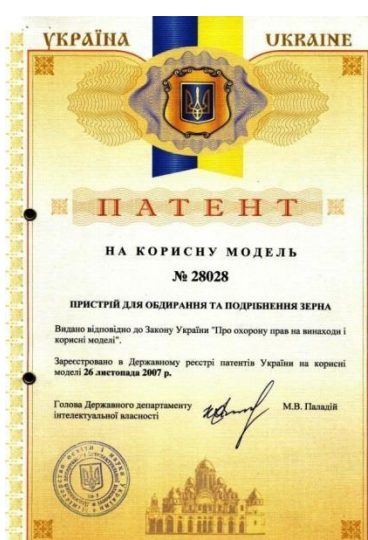 УКРАЇНА
UKRAINE
ПАТЕНТ
НА КОРИСНУ МОДЕЛЬ
№ 28028
ПРИСТРІЙ ДЛЯ ОБДИРАННЯ ТА ПОДРІБНЕННЯ ЗЕРНА
Видано відповідно до Закону України "Про охорону прав на винаходи і
корисні моделі".
Зареєстровано в Державному реєстрі патентів України на корисні
моделі 26 листопада 2007 р.
Голова Державного департаменту
інтелектуальної власності
М.В. Паладій